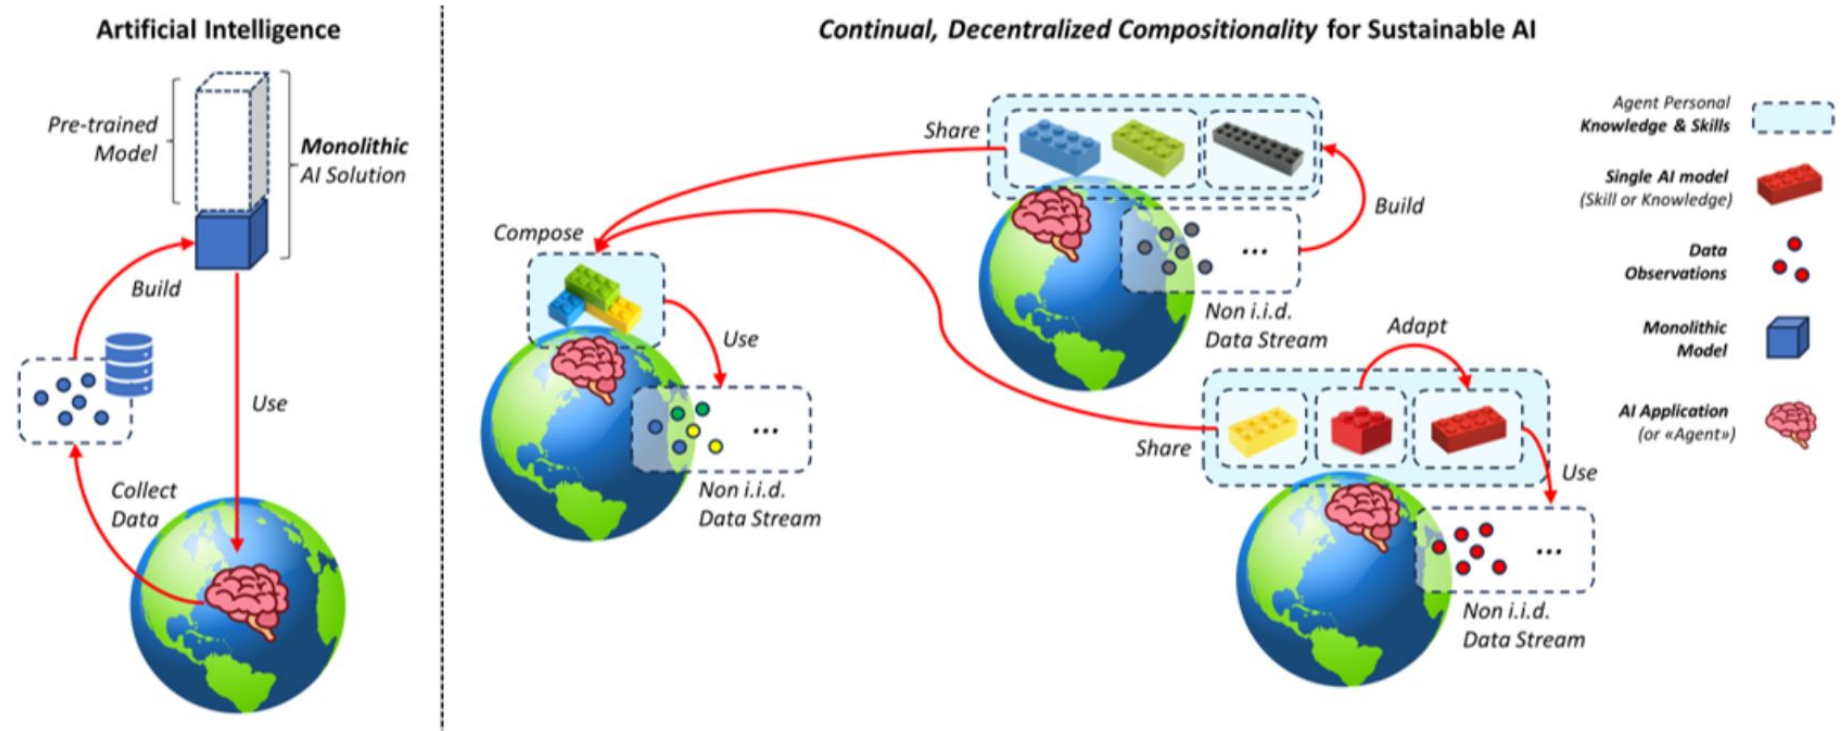 Artificial Intelligence
Pre-trained
Model
Monolithic
AI Solution
Build
Use
Collect
Data
Continual, Decentralized Compositionality for Sustainable AI
Share
Compose
Build
Use
Non i.i.d.
Data Stream
Adapt
Non i.i.d.
Data Stream
Share
Use
Non i.i.d.
Data Stream
Agent Personal
Knowledge & Skills
Single AI model
(Skill or Knowledge)
Data
Observations
Monolithic
Model
AI Application
(or «Agent»)